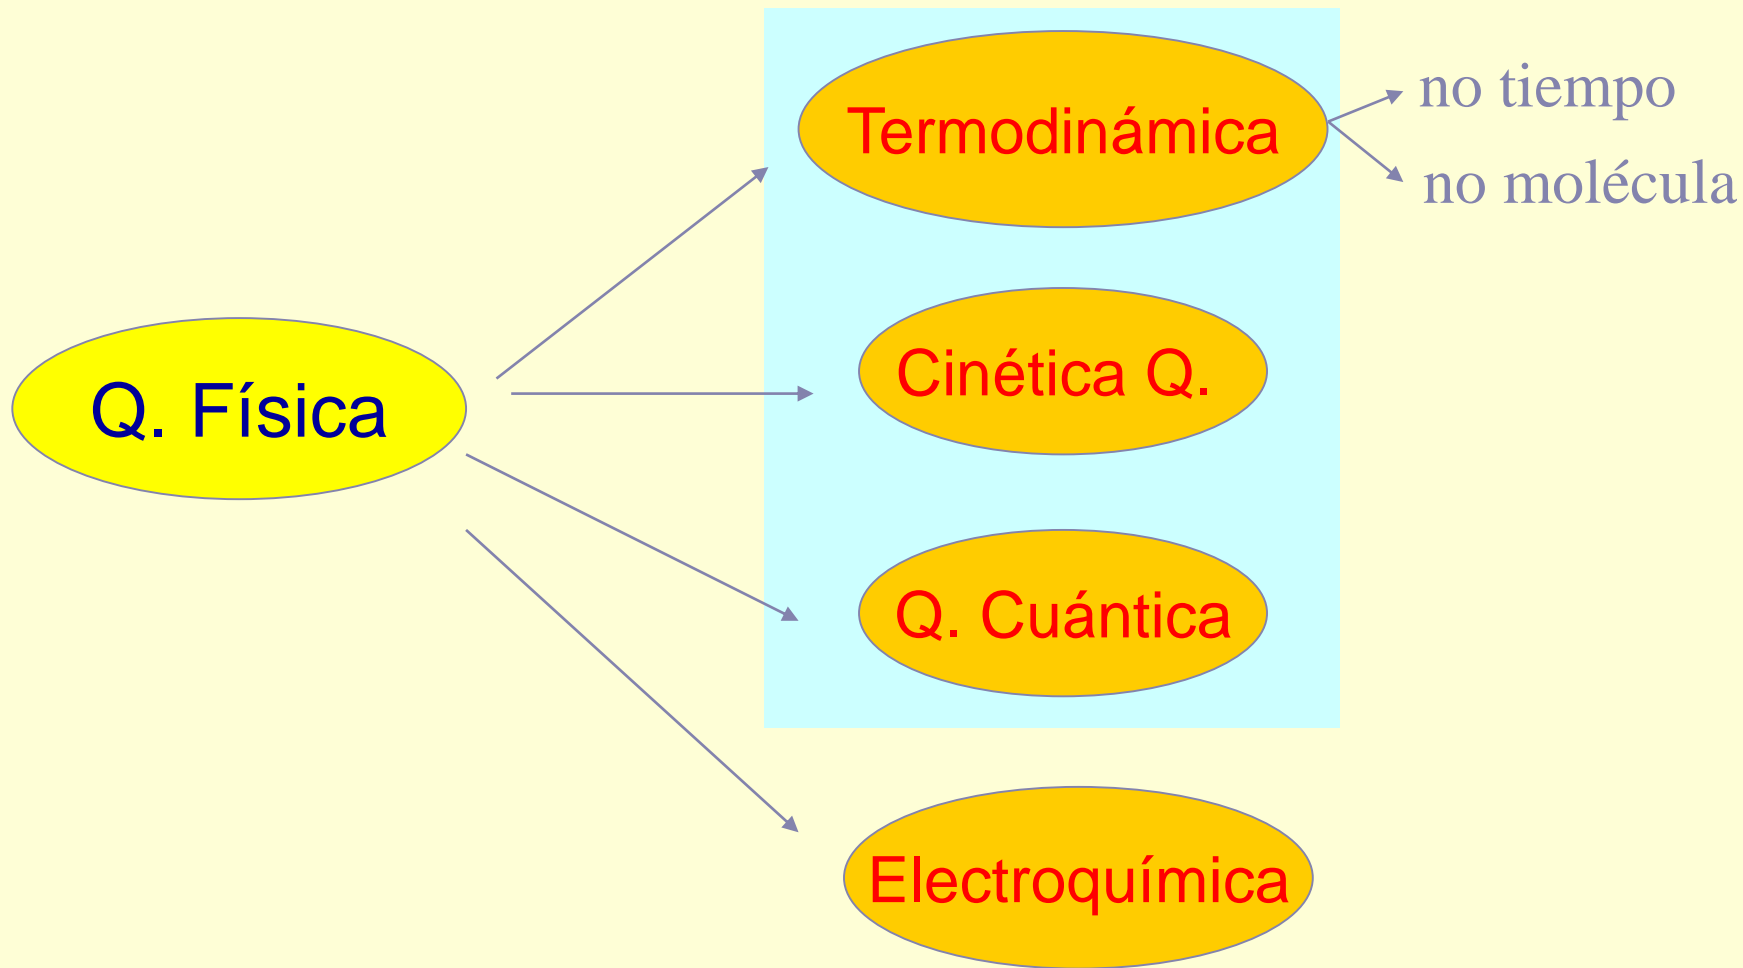 Termodinámica
no tiempo
no molécula
Cinética Q.
Q. Física
Q. Cuántica
Electroquímica